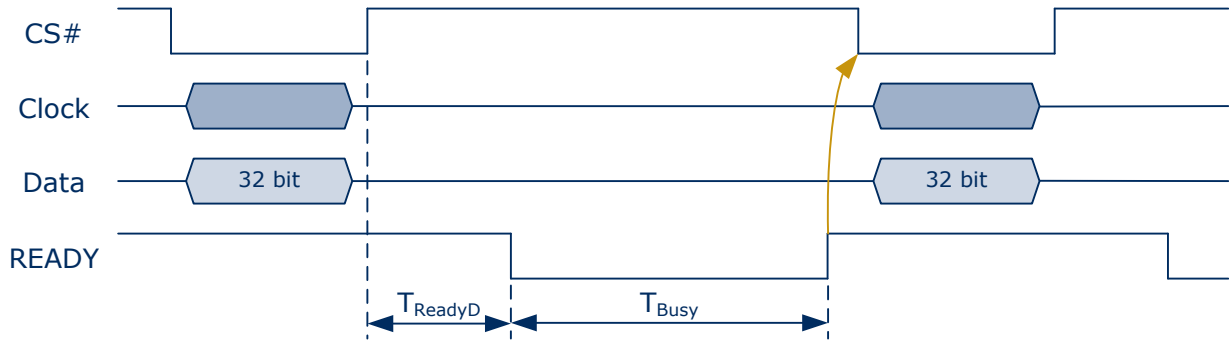 CS#
Clock
Data
32 bit
32 bit
READY
TReadyD
TBusy